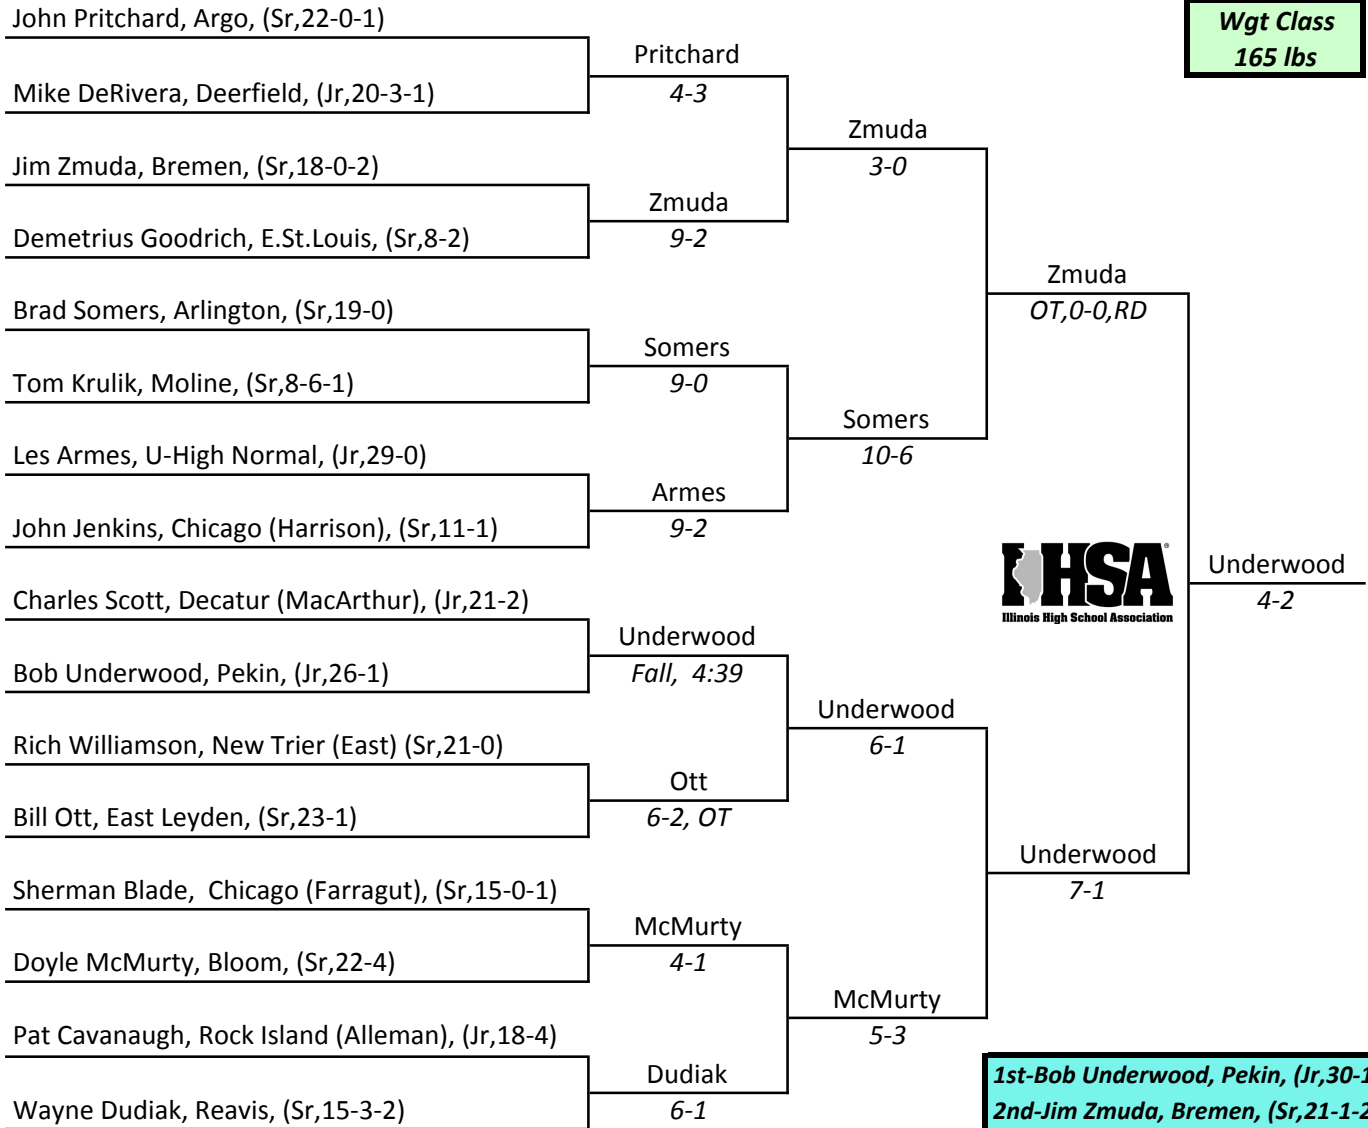 John Pritchard, Argo, (Sr,22-0-1)
Wgt Class
165 lbs
Pritchard
4-3
Mike DeRivera, Deerfield, (Jr,20-3-1)
Zmuda
3-0
Jim Zmuda, Bremen, (Sr,18-0-2)
Zmuda
9-2
Demetrius Goodrich, E.St.Louis, (Sr,8-2)
Zmuda
OT,0-0,RD
Brad Somers, Arlington, (Sr,19-0)
Somers
9-0
Tom Krulik, Moline, (Sr,8-6-1)
Somers
10-6
Les Armes, U-High Normal, (Jr,29-0)
Armes
9-2
John Jenkins, Chicago (Harrison), (Sr,11-1)
IHSA
Illinois High School Association
Underwood
4-2
Charles Scott, Decatur (MacArthur), (Jr,21-2)
Underwood
Fall, 4:39
Bob Underwood, Pekin, (Jr,26-1)
Underwood
6-1
Rich Williamson, New Trier (East) (Sr,21-0)
Ott
6-2, OT
Bill Ott, East Leyden, (Sr,23-1)
Underwood
7-1
Sherman Blade, Chicago (Farragut), (Sr,15-0-1)
McMurty
4-1
Doyle McMurty, Bloom, (Sr,22-4)
McMurty
5-3
Pat Cavanaugh, Rock Island (Alleman), (Jr,18-4)
Dudiak
6-1
Wayne Dudiak, Reavis, (Sr,15-3-2)
1st-Bob Underwood, Pekin, (Jr,30-1
2nd-Jim Zmuda, Bremen, (Sr,21-1-2